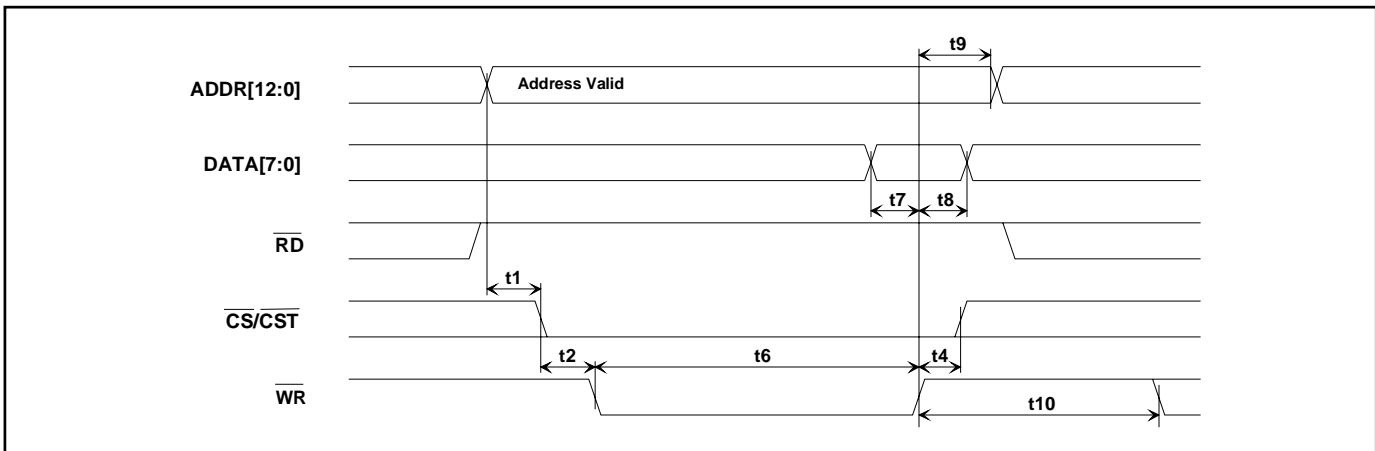 t9
ADDR[12:0]
Address Valid
DATA[7:0]
t7
t8
RD
t1
CS/CST
t2
t6
t4
WR
t10